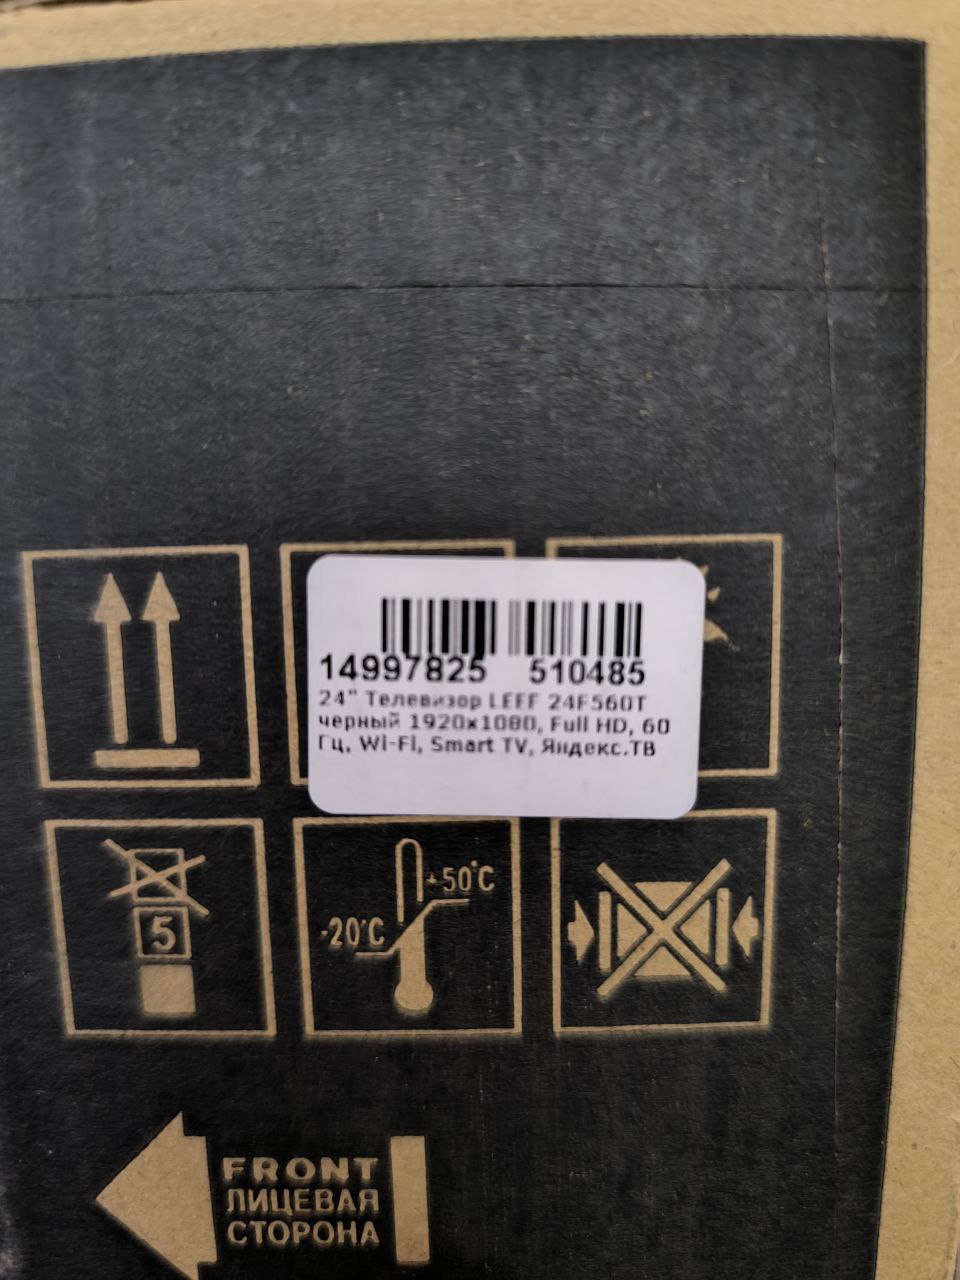 14997825 510485
24" Телевизор LEFF 24F560T
черный 1920x1080, Full HD, 60
Гц, Wi-Fi, Smart TV, Яндекс.ТВ
+50°C
-20°C
5
FRONT
ЛИЦЕВАЯ
СТОРОНА